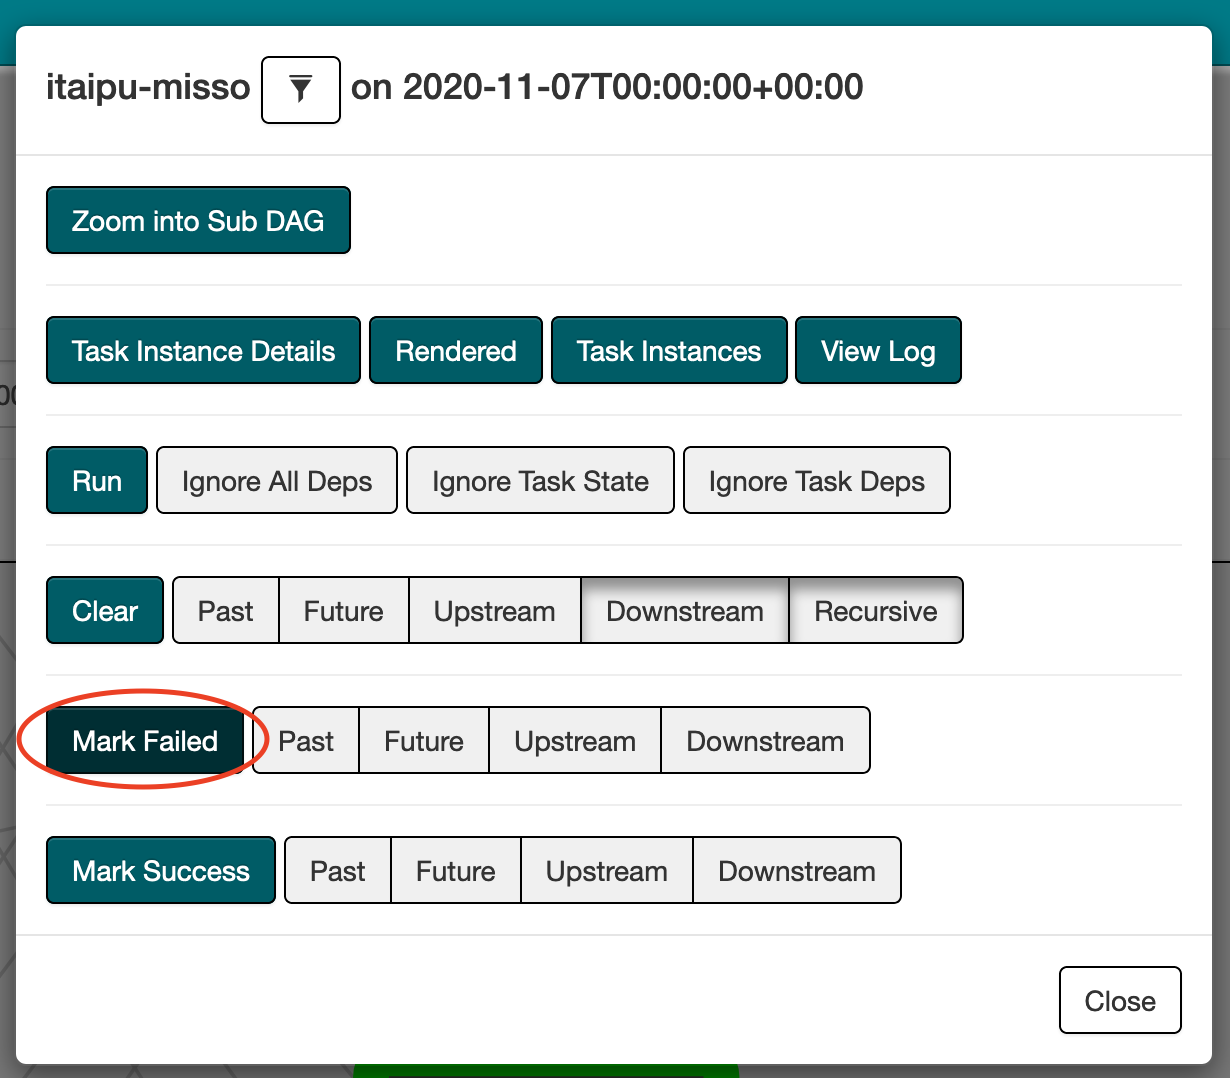 itaipu-misso on 2020-11-07T00:00:00+00:00
Zoom into Sub DAG
Task Instance Details Rendered Task Instances View Log
Run Ignore All Deps Ignore Task State Ignore Task Deps
Clear Past Future Upstream Downstream Recursive
Mark Failed Past Future Upstream Downstream
Mark Success Past Future Upstream Downstream
Close